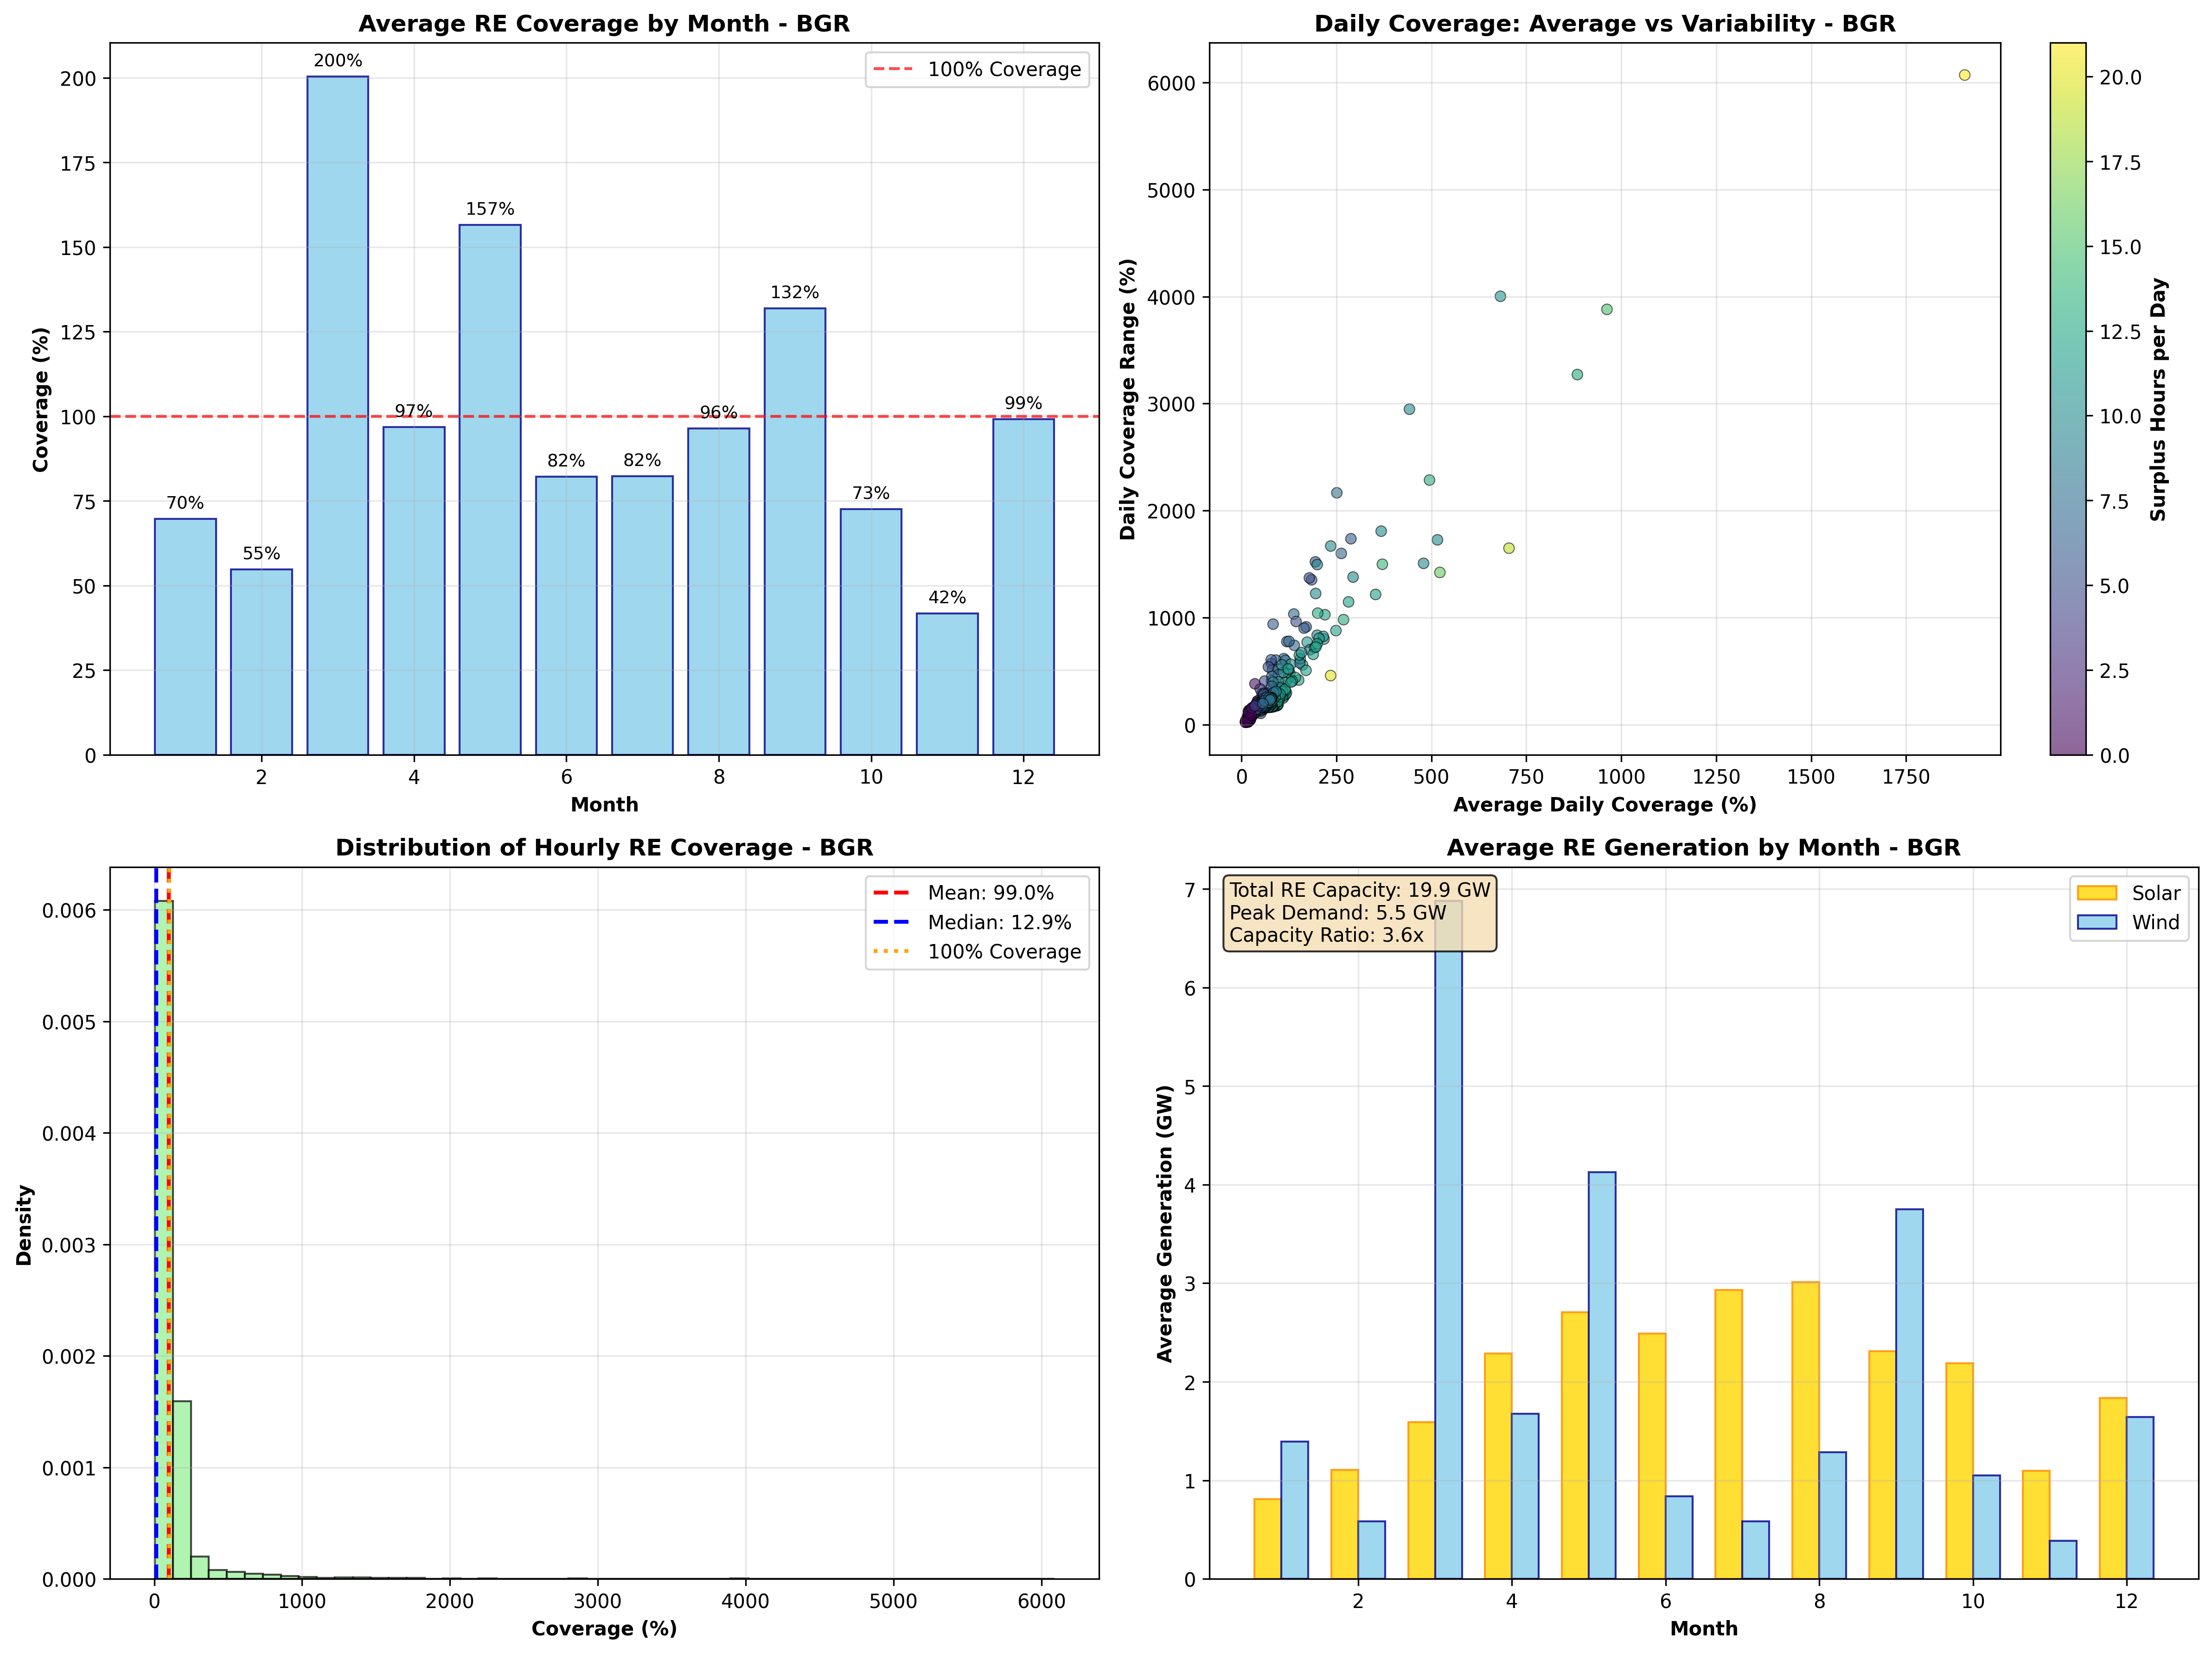 Average RE Coverage by Month - BGR
Coverage (%)
200
175
150
125
100
75
50
25
0
70%
55%
200%
97%
157%
82%
82%
96%
132%
73%
42%
99%
100% Coverage
2 4 6 8 10 12
Month
Daily Coverage: Average vs Variability - BGR
Daily Coverage Range (%)
6000
5000
4000
3000
2000
1000
0
0 250 500 750 1000 1250 1500 1750
Average Daily Coverage (%)
20.0
17.5
15.0
12.5
10.0
7.5
5.0
2.5
0.0
Surplus Hours per Day
Distribution of Hourly RE Coverage - BGR
Density
0.006
0.005
0.004
0.003
0.002
0.001
0.000
Mean: 99.0%
Median: 12.9%
100% Coverage
0 1000 2000 3000 4000 5000 6000
Coverage (%)
Average RE Generation by Month - BGR
Average Generation (GW)
7
6
5
4
3
2
1
0
Total RE Capacity: 19.9 GW
Peak Demand: 5.5 GW
Capacity Ratio: 3.6x
Solar
Wind
2 4 6 8 10 12
Month